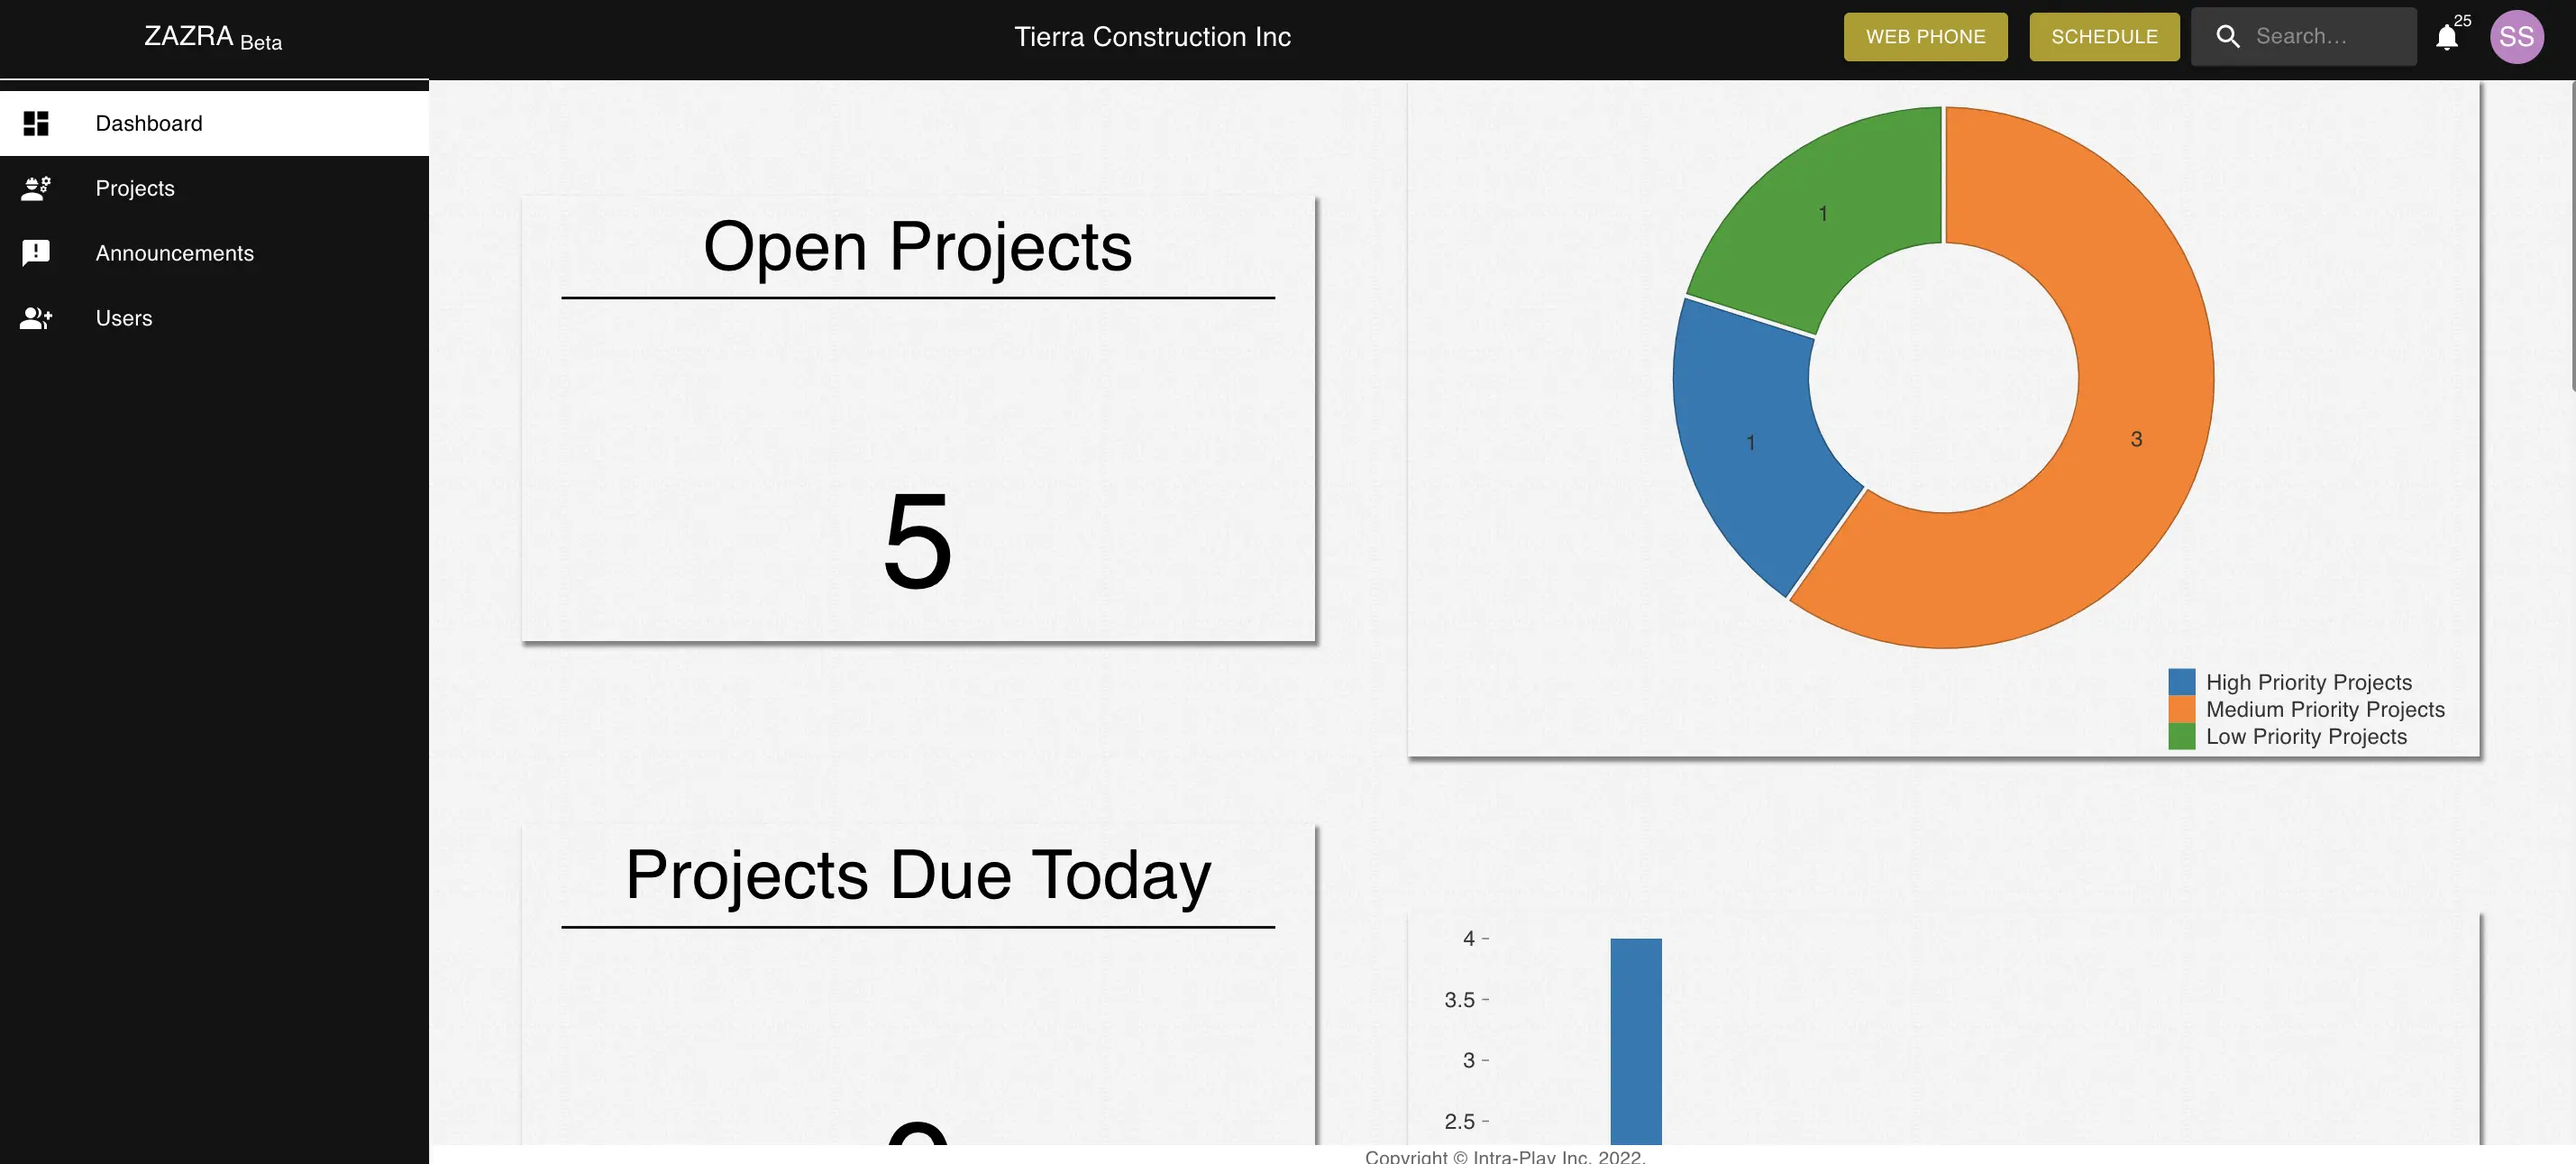 ZAZRA Beta
Tierra Construction Inc
WEB PHONE
SCHEDULE
Search...
25
SS
Dashboard
Projects
Announcements
Users
Open Projects
5
1
1
3
High Priority Projects
Medium Priority Projects
Low Priority Projects
Projects Due Today
4
3.5
3
2.5
Copyright © Intra-Play Inc. 2022.